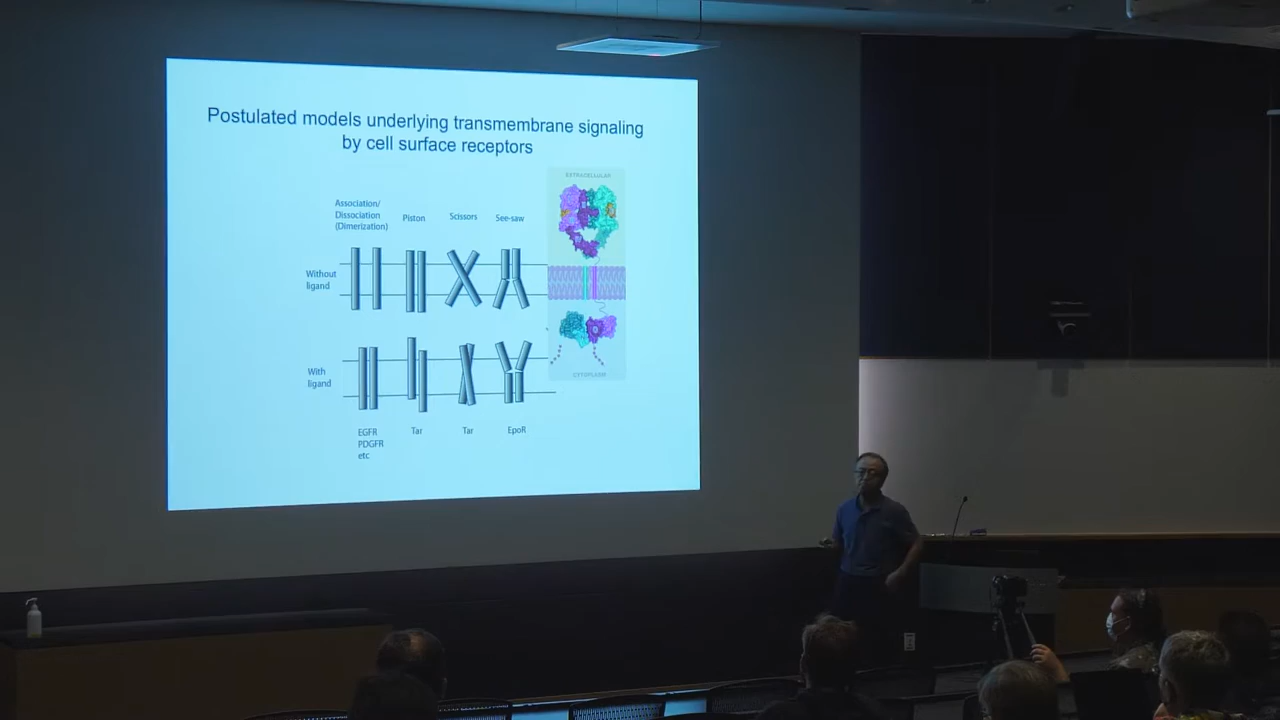 Postulated models underlying transmembrane signaling
by cell surface receptors
EXTRACELLULAR
Association/
Dissociation
(Dimerization)
Piston
Scissors
See-saw
Without
ligand
With
ligand
CYTOPLASM
EGFR
PDGFR
etc
Tar
Tar
EpoR